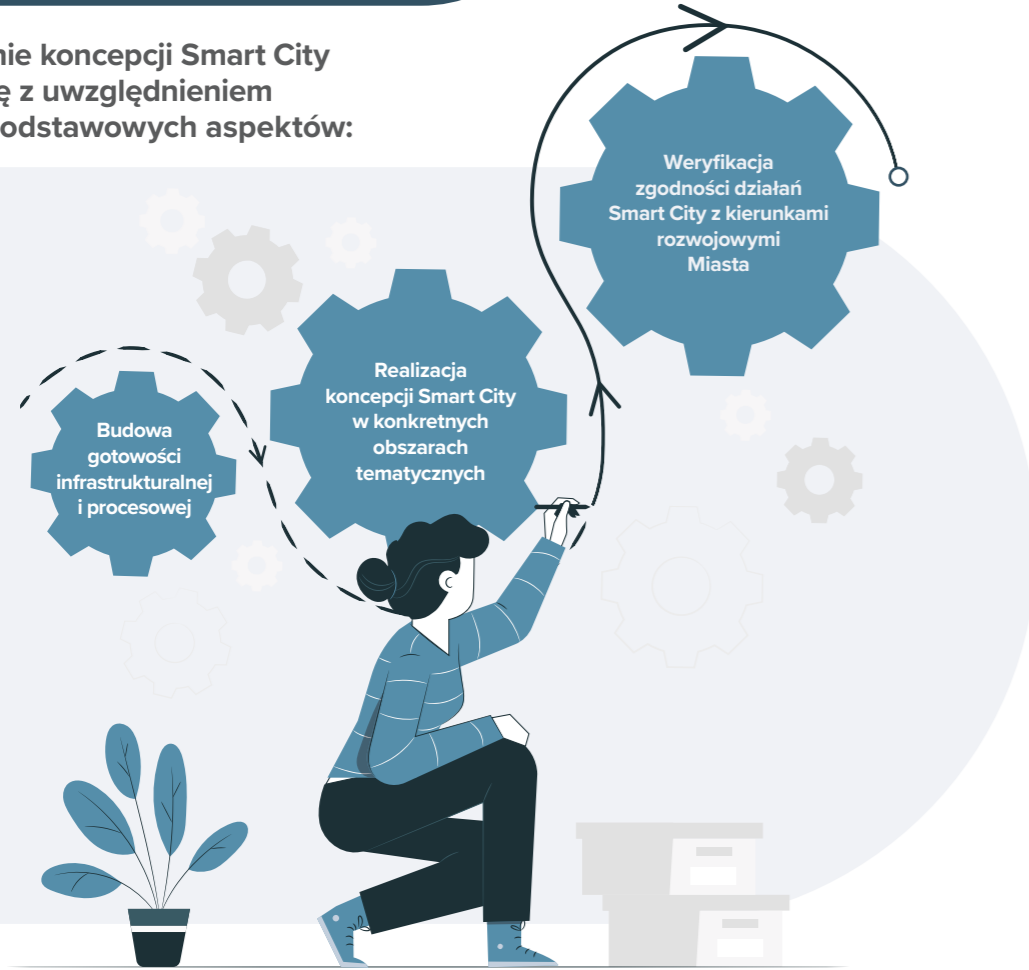 nie koncepcji Smart City
ę z uwzględnieniem
odstawowych aspektów:
Budowa
gotowości
infrastrukturalnej
i procesowej
Realizacja
koncepcji Smart City
w konkretnych
obszarach
tematycznych
Weryfikacja
zgodności działań
Smart City z kierunkami
rozwojowymi
Miasta